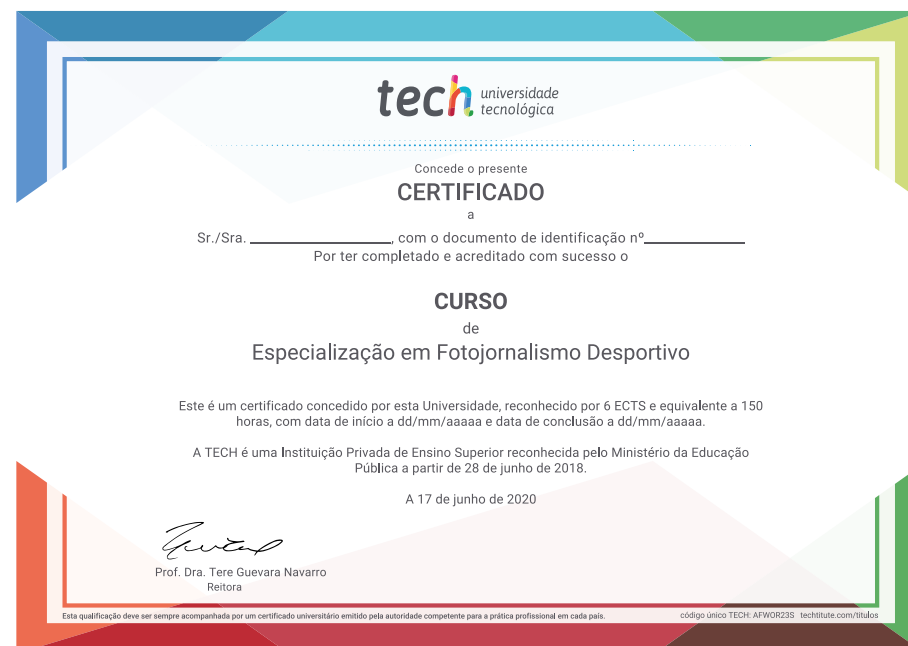 tech universidade
tecnológica
Concede o presente
CERTIFICADO
a
Sr./Sra. , com o documento de identificação nº
Por ter completado e acreditado com sucesso o
CURSO
de
Especialização em Fotojornalismo Desportivo
Este é um certificado concedido por esta Universidade, reconhecido por 6 ECTS e equivalente a 150
horas, com data de início a dd/mm/aaaaa e data de conclusão a dd/mm/aaaaa.
A TECH é uma Instituição Privada de Ensino Superior reconhecida pelo Ministério da Educação
Pública a partir de 28 de junho de 2018.
A 17 de junho de 2020
Prof. Dra. Tere Guevara Navarro
Reitora
Esta qualificação deve ser sempre acompanhada por um certificado universitário emitido pela autoridade competente para a prática profissional em cada país.
código único TECH: AFWOR23S techtitute.com/titulos